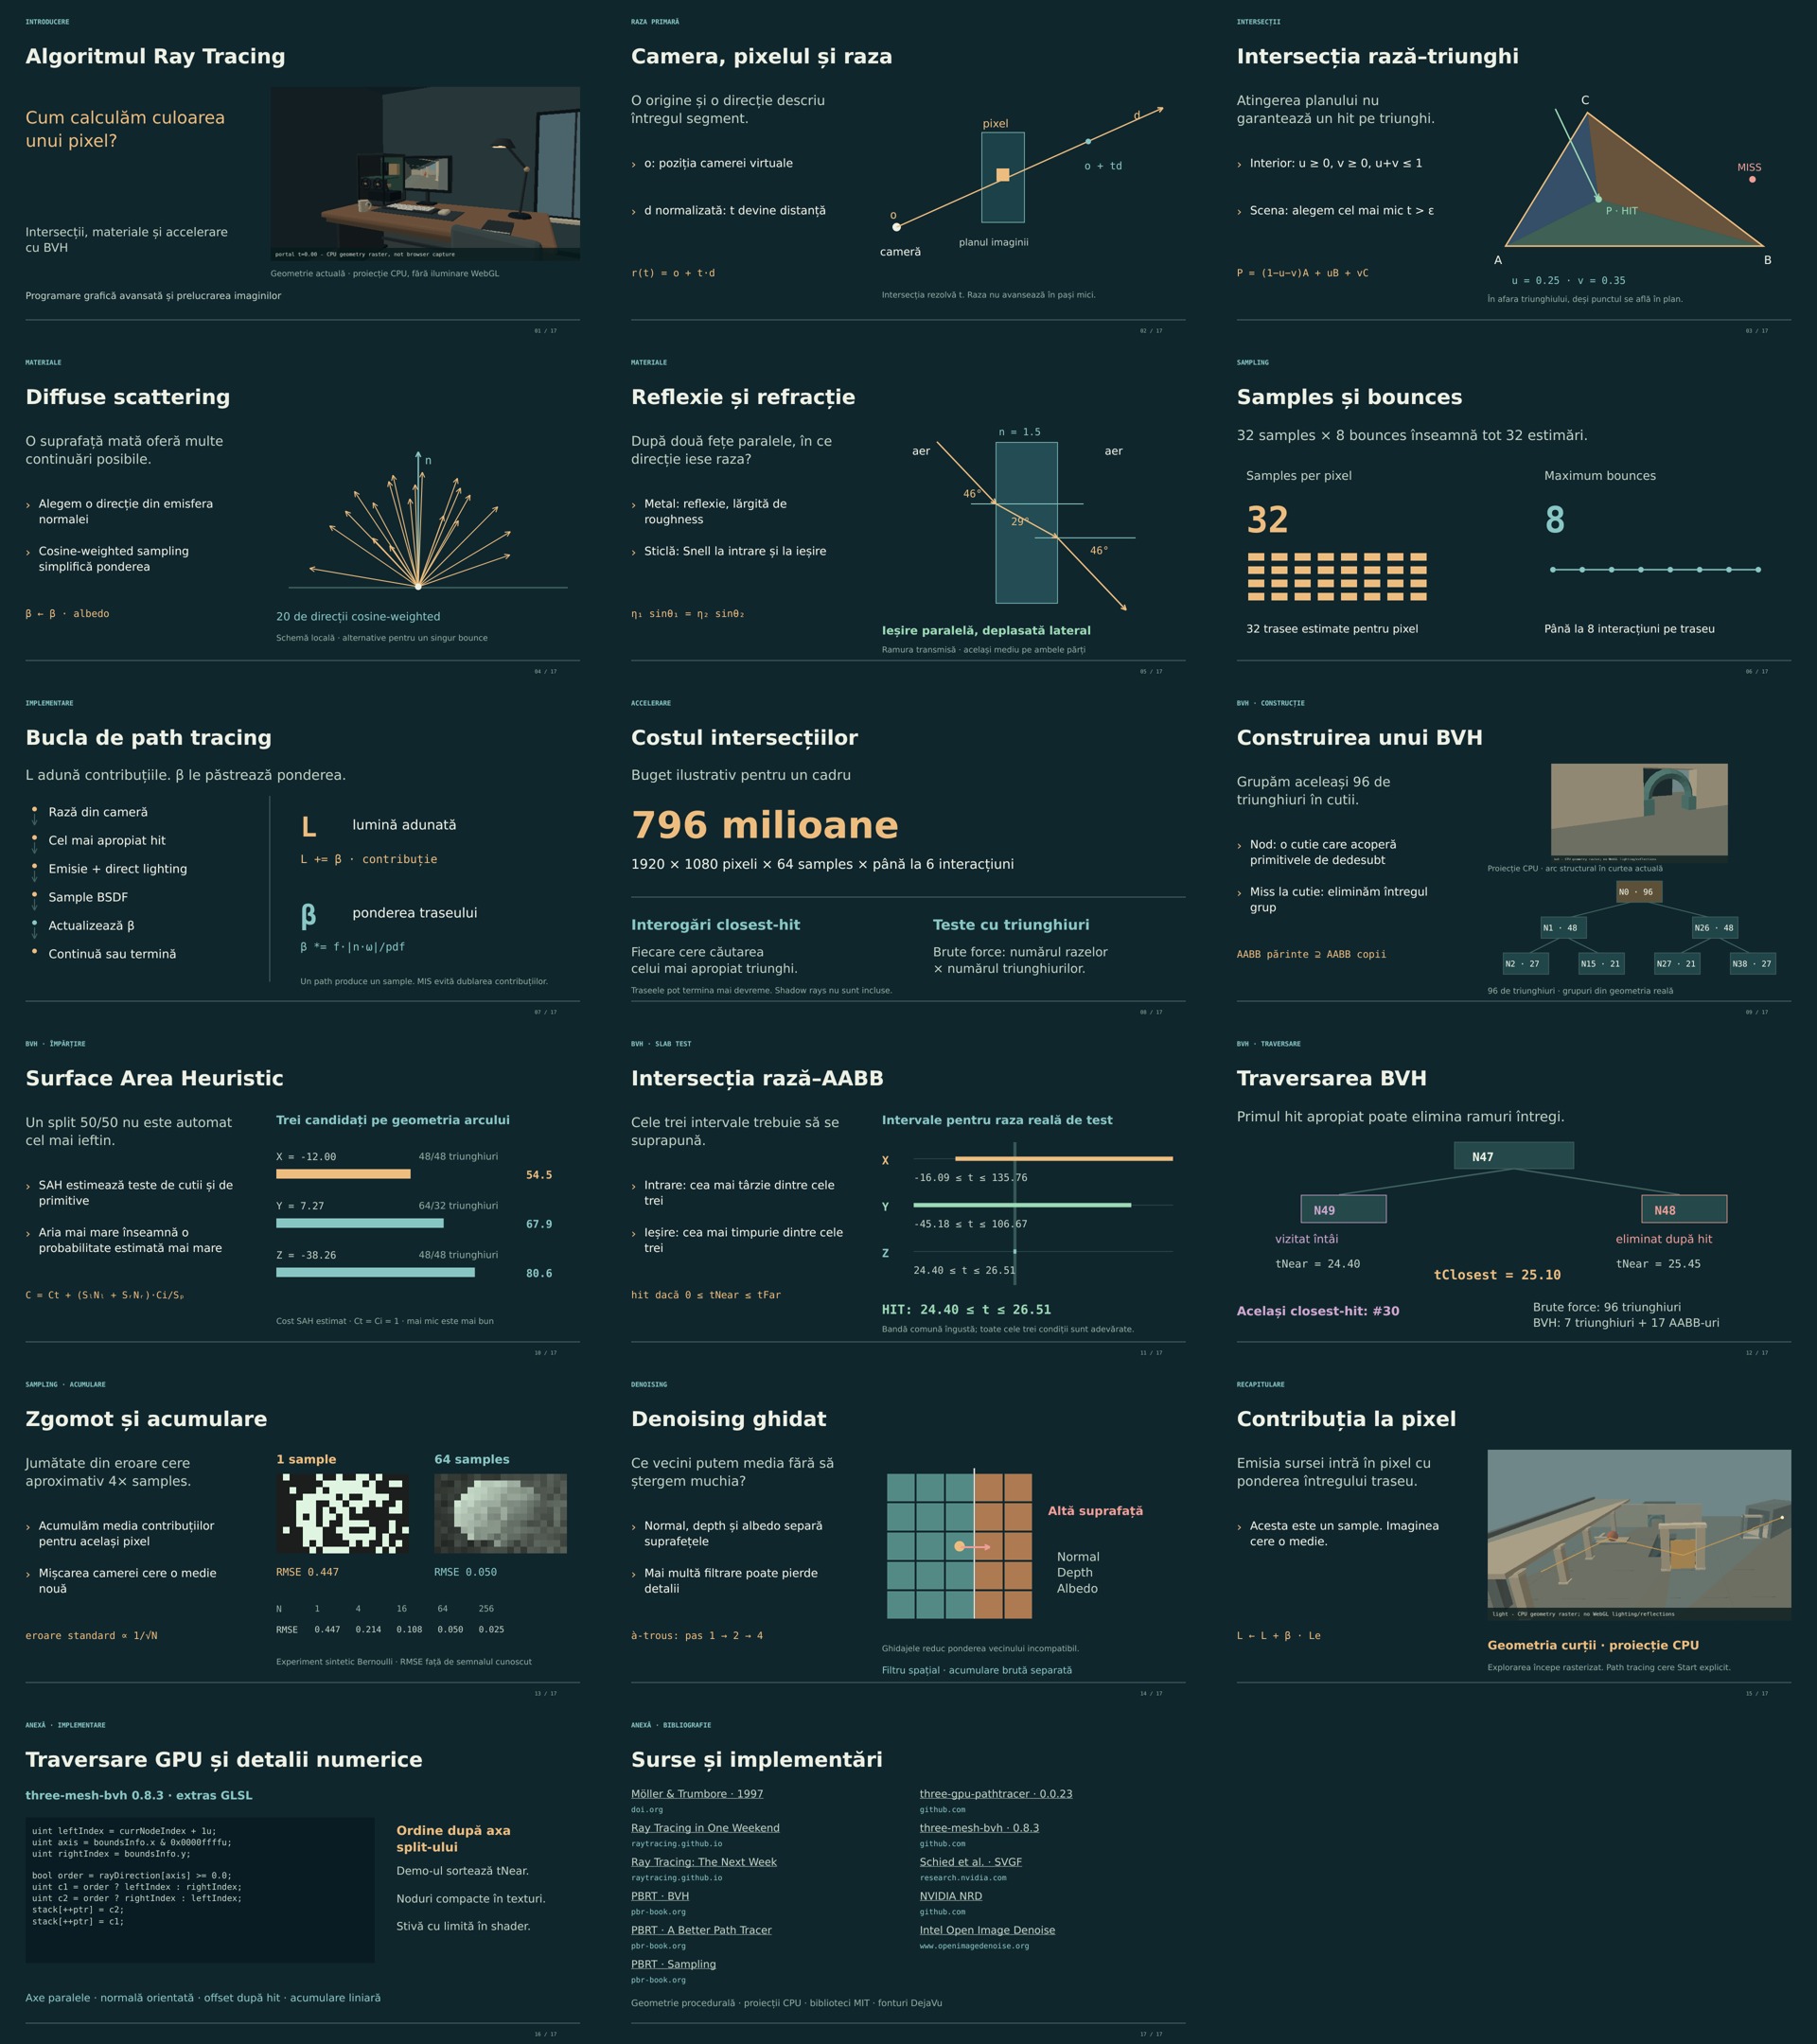 INTRODUCERE
Algoritmul Ray Tracing
Cum calculăm culoarea
unui pixel?
Intersecții, materiale și accelerare
cu BVH
portal t=8.00 - CPU geometry raster, not browser capture
Geometrie actuală · proiecție CPU, fără iluminare WebGL
Programare grafică avansată și prelucrarea imaginilor
01 / 17
RAZA PRIMARĂ
Camera, pixelul și raza
O origine și o direcție descriu
întregul segment.
› o: poziția camerei virtuale
› d normalizată: t devine distanță
r(t) = o + t·d
pixel
d
o + td
o
cameră
planul imaginii
Intersecția rezolvă t. Raza nu avansează în pași mici.
02 / 17
INTERSECȚII
Intersecția rază–triunghi
Atingerea planului nu
garantează un hit pe triunghi.
› Interior: u ≥ 0, v ≥ 0, u+v ≤ 1
› Scena: alegem cel mai mic t > ε
P = (1−u−v)A + uB + vC
C
MISS
P · HIT
A
B
u = 0.25 · v = 0.35
În afara triunghiului, deși punctul se află în plan.
03 / 17
MATERIALE
Diffuse scattering
O suprafață mată oferă multe
continuări posibile.
› Alegem o direcție din emisfera
normalei
› Cosine-weighted sampling
simplifică ponderea
β ← β · albedo
n
20 de direcții cosine-weighted
Schemă locală · alternative pentru un singur bounce
04 / 17
MATERIALE
Reflexie și refracție
După două fețe paralele, în ce
direcție iese raza?
› Metal: reflexie, lărgită de
roughness
› Sticlă: Snell la intrare și la ieșire
η₁ sinθ₁ = η₂ sinθ₂
n = 1.5
aer
aer
46°
29°
46°
Ieșire paralelă, deplasată lateral
Ramura transmisă · același mediu pe ambele părți
05 / 17
SAMPLING
Samples și bounces
32 samples × 8 bounces înseamnă tot 32 estimări.
Samples per pixel
32
32 trasee estimate pentru pixel
Maximum bounces
8
Până la 8 interacțiuni pe traseu
06 / 17
IMPLEMENTARE
Bucla de path tracing
L adună contribuțiile. β le păstrează ponderea.
Rază din cameră
Cel mai apropiat hit
Emisie + direct lighting
Sample BSDF
Actualizează β
Continuă sau termină
L lumină adunată
L += β · contribuție
β ponderea traseului
β *= f·|n·ω|/pdf
Un path produce un sample. MIS evită dublarea contribuțiilor.
07 / 17
ACCELERARE
Costul intersecțiilor
Buget ilustrativ pentru un cadru
796 milioane
1920 × 1080 pixeli × 64 samples × până la 6 interacțiuni
Interogări closest-hit
Fiecare cere căutarea
celui mai apropiat triunghi.
Teste cu triunghiuri
Brute force: numărul razelor
× numărul triunghiurilor.
Traseele pot termina mai devreme. Shadow rays nu sunt incluse.
08 / 17
BVH · CONSTRUCȚIE
Construirea unui BVH
Grupăm aceleași 96 de
triunghiuri în cutii.
› Nod: o cutie care acoperă
primitivele de dedesubt
› Miss la cutie: eliminăm întregul
grup
AABB părinte ⊇ AABB copii
Proiecție CPU · arc structural în curtea actuală
N0 · 96
N1 · 48
N26 · 48
N2 · 27
N15 · 21
N27 · 21
N38 · 27
96 de triunghiuri · grupuri din geometria reală
09 / 17
BVH · ÎMPĂRȚIRE
Surface Area Heuristic
Un split 50/50 nu este automat
cel mai ieftin.
› SAH estimează teste de cutii și de
primitive
› Aria mai mare înseamnă o
probabilitate estimată mai mare
C = Ct + (SₗNₗ + SᵣNᵣ)·Ci/Sₚ
Trei candidați pe geometria arcului
X = -12.00 48/48 triunghiuri
54.5
Y = 7.27 64/32 triunghiuri
67.9
Z = -38.26 48/48 triunghiuri
80.6
Cost SAH estimat · Ct = Ci = 1 · mai mic este mai bun
10 / 17
BVH · SLAB TEST
Intersecția rază–AABB
Cele trei intervale trebuie să se
suprapună.
› Intrare: cea mai târzie dintre cele
trei
› Ieșire: cea mai timpurie dintre cele
trei
hit dacă 0 ≤ tNear ≤ tFar
Intervale pentru raza reală de test
X
-16.09 ≤ t ≤ 135.76
Y
-45.18 ≤ t ≤ 106.67
Z
24.40 ≤ t ≤ 26.51
HIT: 24.40 ≤ t ≤ 26.51
Bandă comună îngustă; toate cele trei condiții sunt adevărate.
11 / 17
BVH · TRAVERSARE
Traversarea BVH
Primul hit apropiat poate elimina ramuri întregi.
N47
N49
N48
vizitat întâi
eliminat după hit
tNear = 24.40
tNear = 25.45
tClosest = 25.10
Același closest-hit: #30
Brute force: 96 triunghiuri
BVH: 7 triunghiuri + 17 AABB-uri
12 / 17
SAMPLING · ACUMULARE
Zgomot și acumulare
Jumătate din eroare cere
aproximativ 4× samples.
› Acumulăm media contribuțiilor
pentru același pixel
› Mișcarea camerei cere o medie
nouă
eroare standard ∝ 1/√N
1 sample
64 samples
RMSE 0.447
RMSE 0.050
N 1 4 16 64 256
RMSE 0.447 0.214 0.108 0.050 0.025
Experiment sintetic Bernoulli · RMSE față de semnalul cunoscut
13 / 17
DENOISING
Denoising ghidat
Ce vecini putem media fără să
ștergem muchia?
› Normal, depth și albedo separă
suprafețele
› Mai multă filtrare poate pierde
detalii
à-trous: pas 1 → 2 → 4
Altă suprafață
Normal
Depth
Albedo
Ghidajele reduc ponderea vecinului incompatibil.
Filtru spațial · acumulare brută separată
14 / 17
RECAPITULARE
Contribuția la pixel
Emisia sursei intră în pixel cu
ponderea întregului traseu.
› Acesta este un sample. Imaginea
cere o medie.
L ← L + β · Le
light - CPU geometry raster; no WebGL lighting/reflections
Geometria curții · proiecție CPU
Explorarea începe rasterizat. Path tracing cere Start explicit.
15 / 17
ANEXĂ · IMPLEMENTARE
Traversare GPU și detalii numerice
three-mesh-bvh 0.8.3 · extras GLSL
uint leftIndex = currNodeIndex + 1u;
uint axis = boundsInfo.x & 0x0000ffffu;
uint rightIndex = boundsInfo.y;
bool order = rayDirection[axis] >= 0.0;
uint c1 = order ? leftIndex : rightIndex;
uint c2 = order ? rightIndex : leftIndex;
stack[++ptr] = c2;
stack[++ptr] = c1;
Ordine după axa
split-ului
Demo-ul sortează tNear.
Noduri compacte în texturi.
Stivă cu limită în shader.
Axe paralele · normală orientată · offset după hit · acumulare liniară
16 / 17
ANEXĂ · BIBLIOGRAFIE
Surse și implementări
Möller & Trumbore · 1997
doi.org
Ray Tracing in One Weekend
raytracing.github.io
Ray Tracing: The Next Week
raytracing.github.io
PBRT · BVH
pbr-book.org
PBRT · A Better Path Tracer
pbr-book.org
PBRT · Sampling
pbr-book.org
three-gpu-pathtracer · 0.0.23
github.com
three-mesh-bvh · 0.8.3
github.com
Schied et al. · SVGF
research.nvidia.com
NVIDIA NRD
github.com
Intel Open Image Denoise
www.openimagedenoise.org
Geometrie procedurală · proiecții CPU · biblioteci MIT · fonturi DejaVu
17 / 17